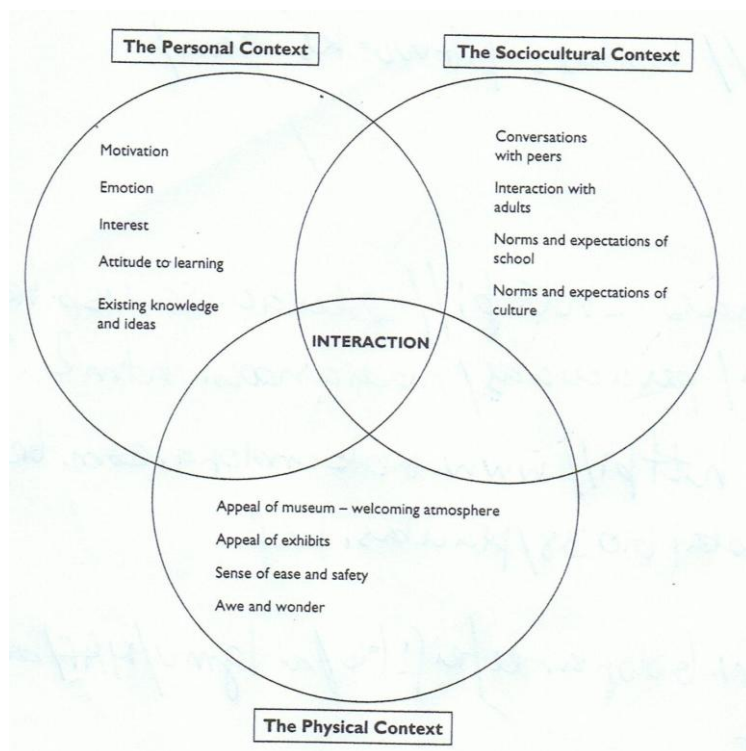 The Personal Context
The Sociocultural Context
Motivation
Emotion
Interest
Attitude to learning
Existing knowledge
and ideas
Conversations
with peers
Interaction with
adults
Norms and expectations of
school
Norms and expectations of
culture
INTERACTION
Appeal of museum – welcoming atmosphere
Appeal of exhibits
Sense of ease and safety
Awe and wonder
The Physical Context